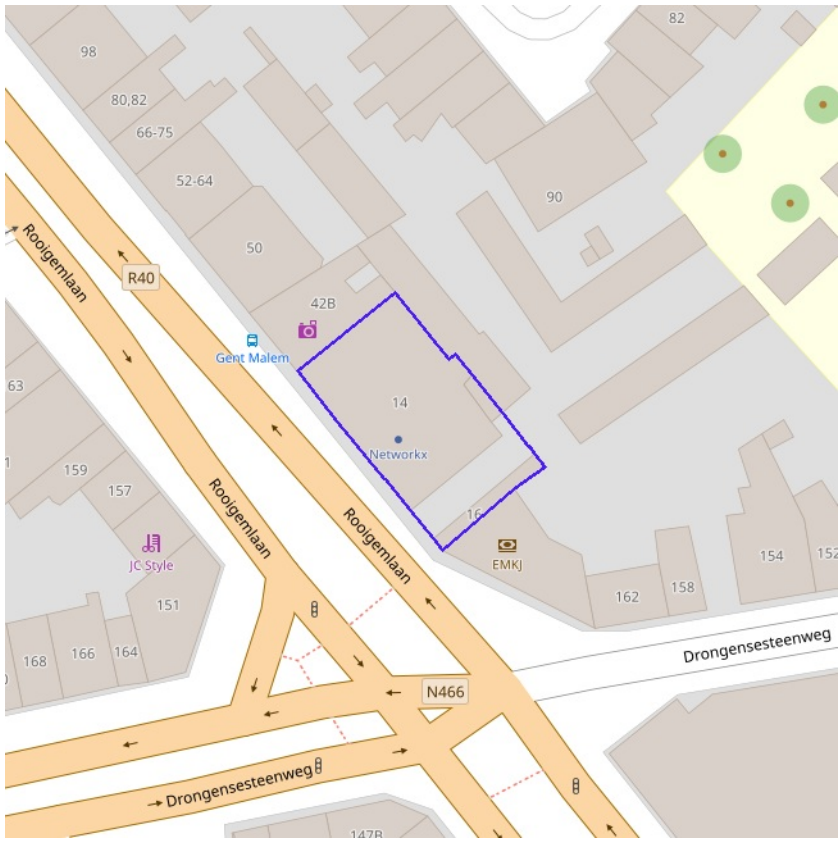 82
98
80,82
66-75
52-64
90
50
Rooigemlaan
R40
42B
Gent Malem
63
14
Networkx
159
157
16
Rooigemlaan
Rooigemlaan
JC Style
EMKJ
154
152
151
162
158
168
166
164
Drongensesteenweg
N466
Drongensesteenweg
147B